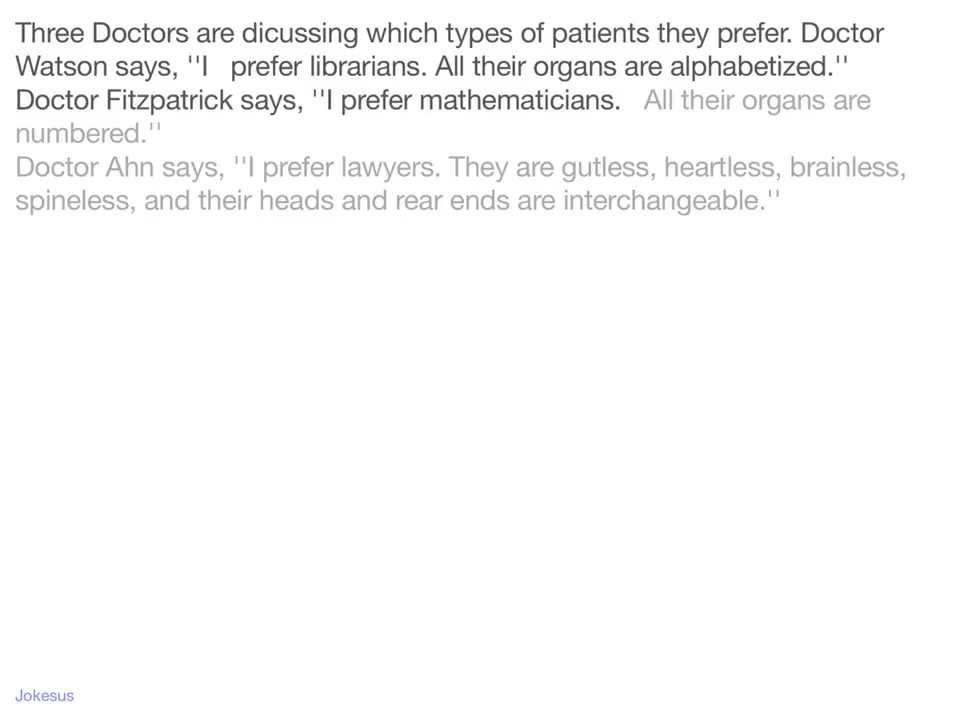 Three Doctors are dicussing which types of patients they prefer. Doctor
Watson says, ''I   prefer librarians. All their organs are alphabetized.''
Doctor Fitzpatrick says, ''I prefer mathematicians.   All their organs are
numbered.''
Doctor Ahn says, ''I prefer lawyers. They are gutless, heartless, brainless,
spineless, and their heads and rear ends are interchangeable.''
Jokesus